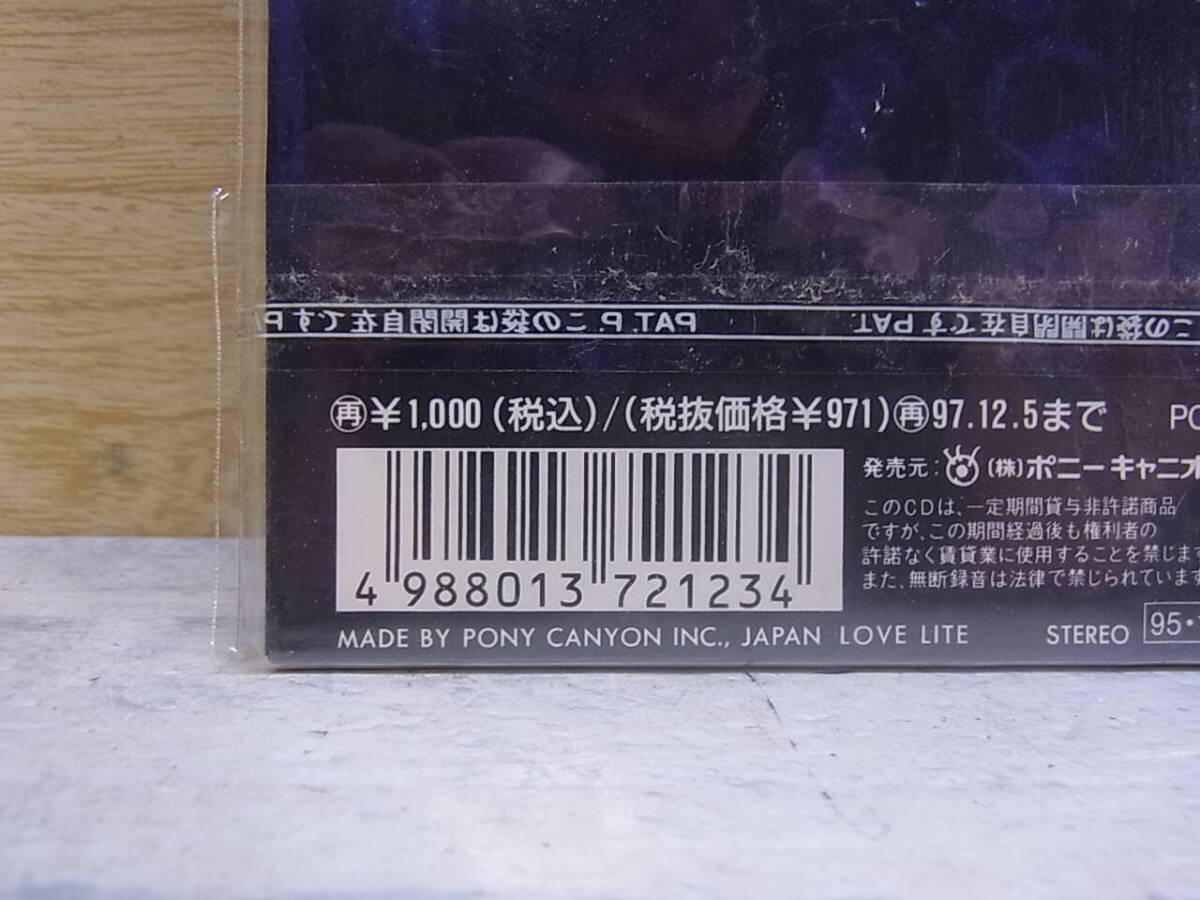 この袋は開閉自在です PAT. P. この袋は開閉自在です P
再¥1,000 (税込)/(税抜価格¥971)再97.12.5まで PC
発売元: (株)ポニーキャニオ
このCDは、一定期間貸与非許諾商品
ですが、この期間経過後も権利者の
許諾なく賃貸業に使用することを禁じます
また、無断録音は法律で禁じられています
4 988013 721234
MADE BY PONY CANYON INC., JAPAN LOVE LITE STEREO 95・